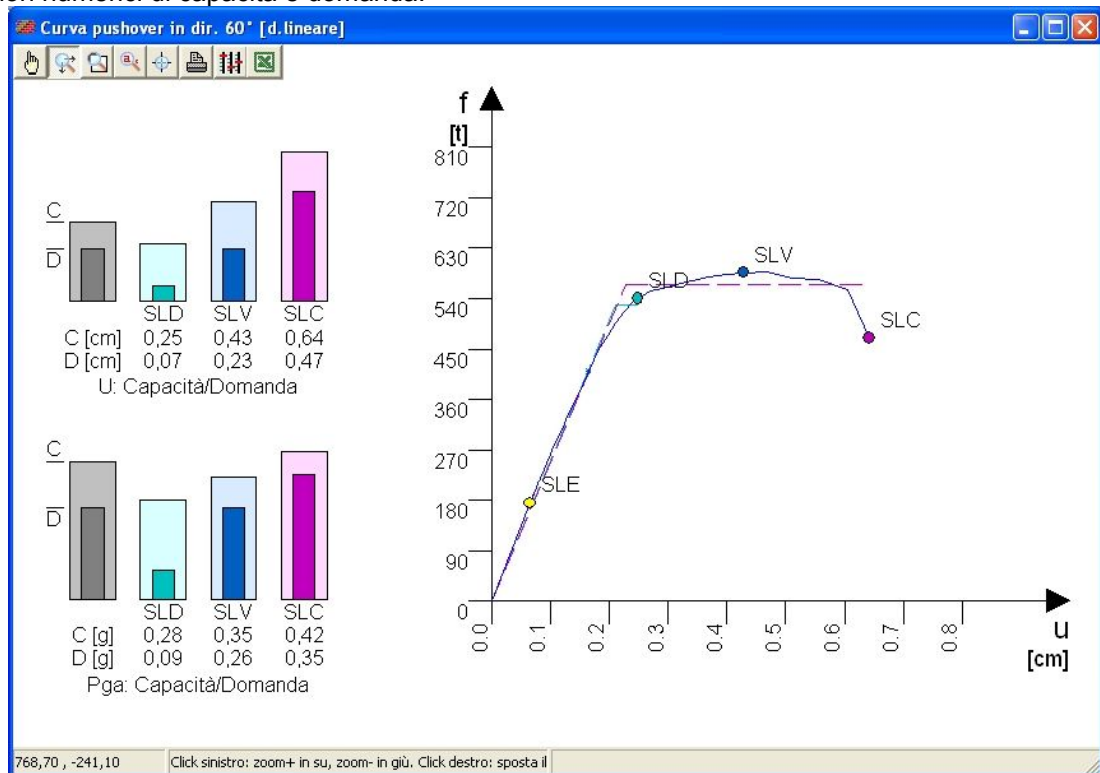 numerici di capacità e domanda.
Curva pushover in dir. 60° [d.lineare]
C
D
SLD SLV SLC
C [cm] 0,25 0,43 0,64
D [cm] 0,07 0,23 0,47
U: Capacità/Domanda
C
D
SLD SLV SLC
C [g] 0,28 0,35 0,42
D [g] 0,09 0,26 0,35
Pga: Capacità/Domanda
f
[t]
810
720
630
540
450
360
270
180
90
0
SLE
SLD
SLV
SLC
0.0 0.1 0.2 0.3 0.4 0.5 0.6 0.7 0.8
u
[cm]
768,70 , -241,10 Click sinistro: zoom+ in su, zoom- in giù. Click destro: sposta il